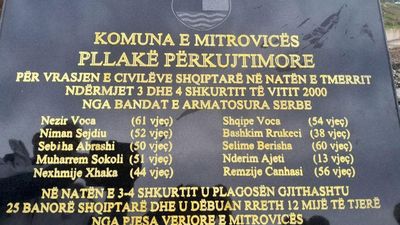 KOMUNA E MITROVICËS
PLLAKË PËRKUJTIMORE
PËR VRASJEN E CIVILËVE SHQIPTARË NË NATËN E TMERRIT
NDËRMJET 3 DHE 4 SHKURTIT TË VITIT 2000
NGA BANDAT E ARMATOSURA SERBE
Nezir Voca (61 vjeç) Shqipe Voca (54 vjeç)
Niman Sejdiu (52 vjeç) Bashkim Rrukeci (38 vjeç)
Sebiha Abrashi (50 vjeç) Selime Berisha (60 vjeç)
Muharrem Sokoli (51 vjeç) Nderim Ajeti (13 vjeç)
Nexhmije Xhaka (44 vjeç) Remzije Canhasi (56 vjeç)
NË NATËN E 3-4 SHKURTIT U PLAGOSËN GJITHASHTU
25 BANORË SHQIPTARË DHE U DËBUAN RRETH 12 MIJË TË TJERË
NGA PJESA VERIORE E MITROVICËS